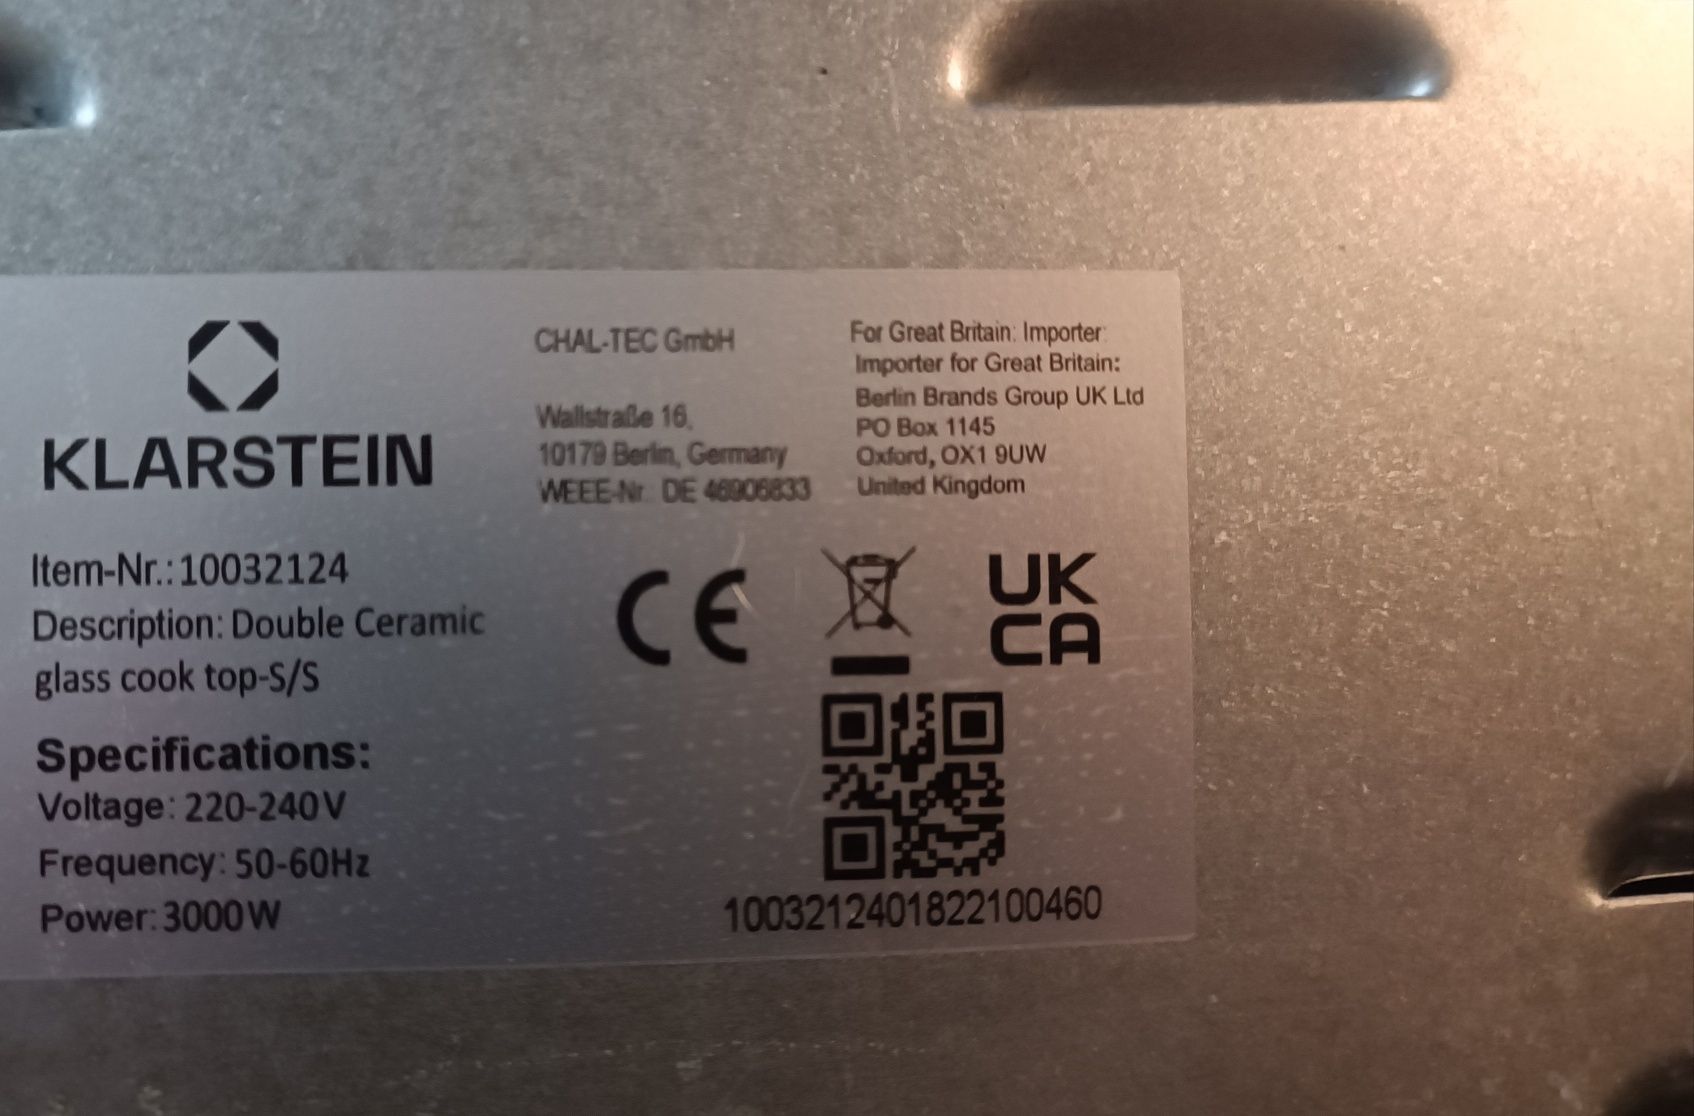 KLARSTEIN
Item-Nr.:10032124
Description: Double Ceramic
glass cook top-S/S
Specifications:
Voltage: 220-240V
Frequency: 50-60Hz
Power: 3000W
CHAL-TEC GmbH
Wallstraße 16,
10179 Berlin, Germany
WEEE-Nr. DE 46906833
For Great Britain: Importer:
Importer for Great Britain:
Berlin Brands Group UK Ltd
PO Box 1145
Oxford, OX1 9UW
United Kingdom
CE
UK
CA
1003212401822100460